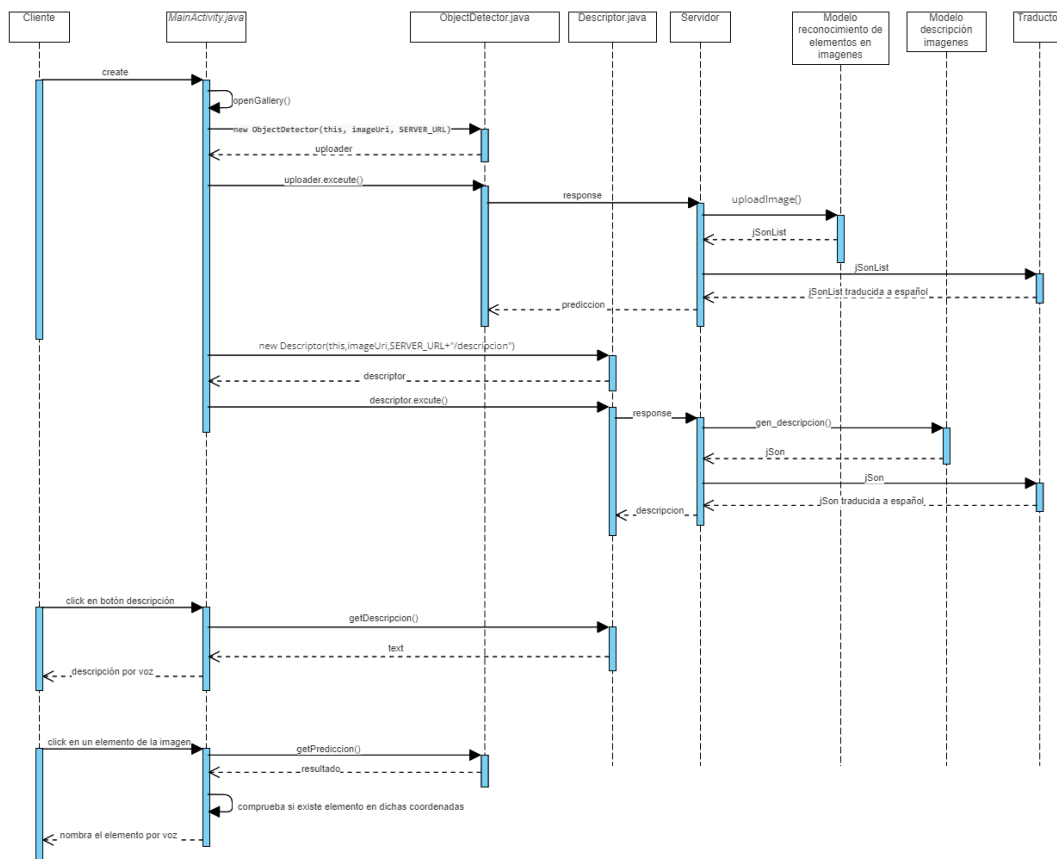 Cliente
MainActivity.java
ObjectDetector.java
Descriptor.java
Servidor
Modelo
reconocimiento de
elementos en
imagenes
Modelo
descripción
imagenes
Traducto
create
openGallery()
new ObjectDetector(this, imageUri, SERVER_URL)
uploader
uploader.exceute()
response
uploadImage()
jSonList
jSonList
jSonList traducida a español
prediccion
new Descriptor(this,imageUri,SERVER_URL+"/descripcion")
descriptor
descriptor.excute()
response
gen_descripcion()
jSon
jSon
jSon traducida a español
descripcion
click en botón descripción
getDescripcion()
text
descripción por voz
click en un elemento de la imagen
getPrediccion()
resultado
comprueba si existe elemento en dichas coordenadas
nombra el elemento por voz